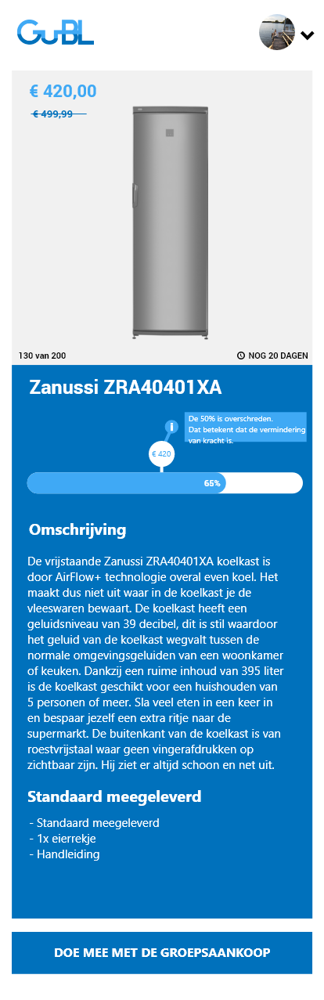 GUBL
€ 420,00
€ 499,99
130 van 200
NOG 20 DAGEN
Zanussi ZRA40401XA
i
De 50% is overschreden.
Dat betekent dat de vermindering
van kracht is.
€ 420
65%
Omschrijving
De vrijstaande Zanussi ZRA40401XA koelkast is
door AirFlow+ technologie overal even koel. Het
maakt dus niet uit waar in de koelkast je de
vleeswaren bewaart. De koelkast heeft een
geluidsniveau van 39 decibel, dit is stil waardoor
het geluid van de koelkast wegvalt tussen de
normale omgevingsgeluiden van een woonkamer
of keuken. Dankzij een ruime inhoud van 395 liter
is de koelkast geschikt voor een huishouden van
5 personen of meer. Sla veel eten in een keer in
en bespaar jezelf een extra ritje naar de
supermarkt. De buitenkant van de koelkast is van
roestvrijstaal waar geen vingerafdrukken op
zichtbaar zijn. Hij ziet er altijd schoon en net uit.
Standaard meegeleverd
- Standaard meegeleverd
- 1x eierrekje
- Handleiding
DOE MEE MET DE GROEPSAANKOOP